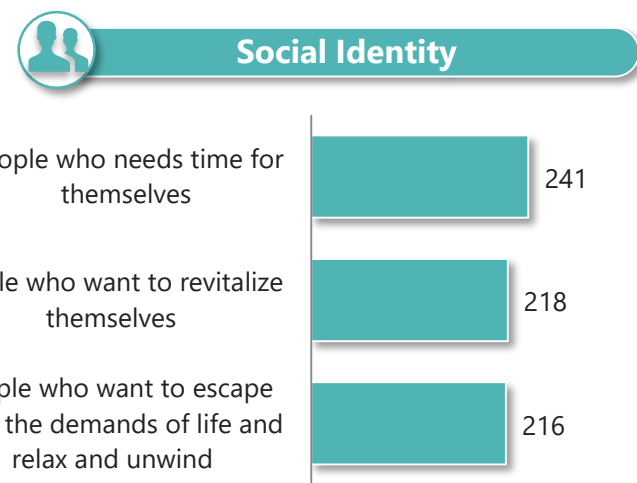 Social Identity
ople who needs time for
themselves
241
le who want to revitalize
themselves
218
ple who want to escape
the demands of life and
relax and unwind
216